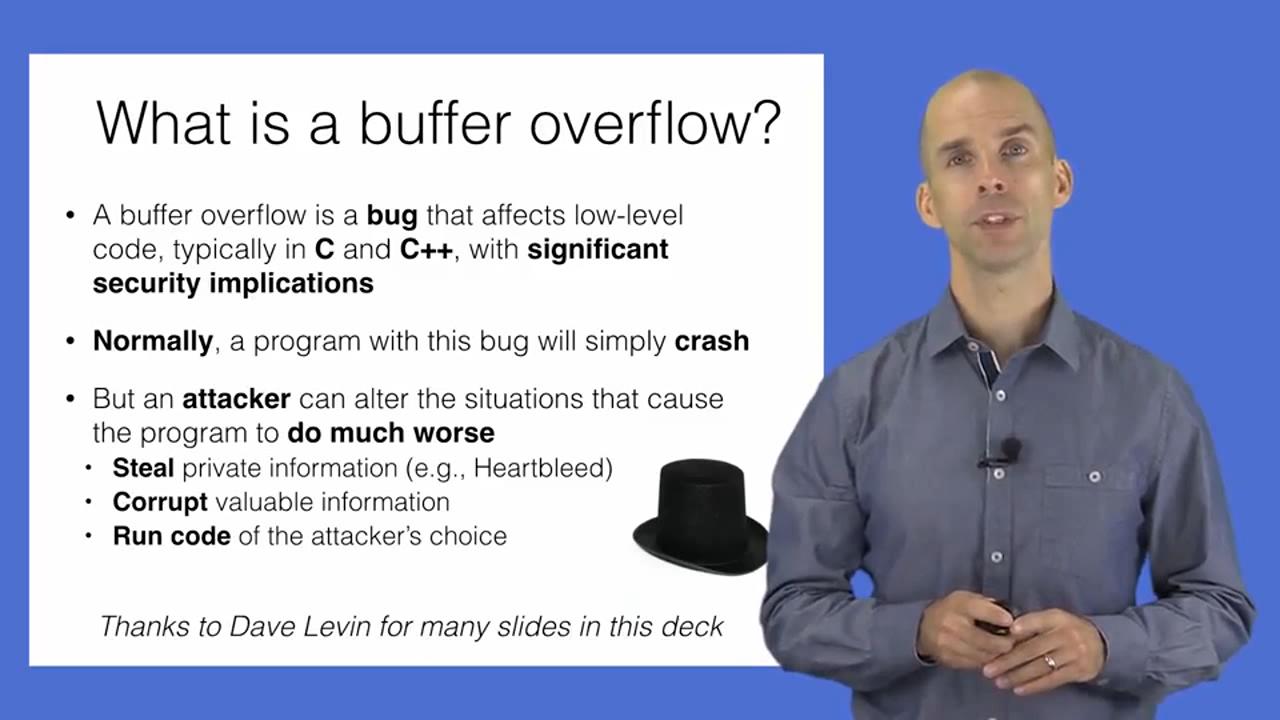 What is a buffer overflow?
• A buffer overflow is a bug that affects low-level
code, typically in C and C++, with significant
security implications
• Normally, a program with this bug will simply crash
• But an attacker can alter the situations that cause
the program to do much worse
• Steal private information (e.g., Heartbleed)
• Corrupt valuable information
• Run code of the attacker’s choice
Thanks to Dave Levin for many slides in this deck